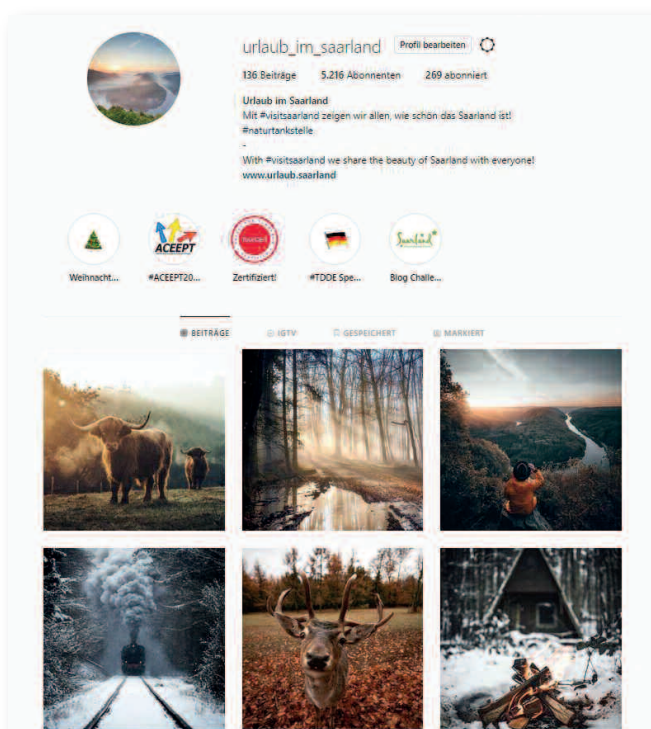 urlaub_im_saarland Profil bearbeiten
136 Beiträge 5.216 Abonnenten 269 abonniert
Urlaub im Saarland
Mit #visitsaarland zeigen wir allen, wie schön das Saarland ist!
#naturtankstelle
-
With #visitsaarland we share the beauty of Saarland with everyone!
www.urlaub.saarland
ACEEPT
Saarland
Weihnacht... #ACEEPT20... Zertifiziert! #TDDE Spe... Blog Challe...
BEITRÄGE IGTV GESPEICHERT MARKIERT